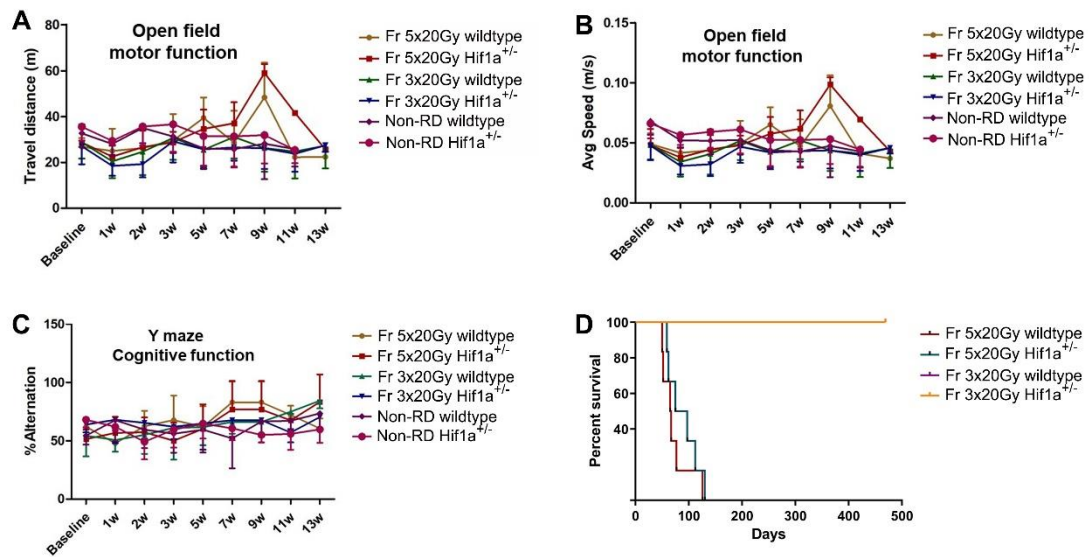 A
Open field
motor function
Travel distance (m)
80
60
40
20
0
Baseline
1w
2w
3w
5w
7w
9w
11w
13w
Fr 5x20Gy wildtype
Fr 5x20Gy Hif1a+/-
Fr 3x20Gy wildtype
Fr 3x20Gy Hif1a+/-
Non-RD wildtype
Non-RD Hif1a+/-
B
Open field
motor function
Avg Speed (m/s)
0.15
0.10
0.05
0.00
Baseline
1w
2w
3w
5w
7w
9w
11w
13w
Fr 5x20Gy wildtype
Fr 5x20Gy Hif1a+/-
Fr 3x20Gy wildtype
Fr 3x20Gy Hif1a+/-
Non-RD wildtype
Non-RD Hif1a+/-
C
Y maze
Cognitive function
% Alternation
150
100
50
0
Baseline
1w
2w
3w
5w
7w
9w
11w
13w
Fr 5x20Gy wildtype
Fr 5x20Gy Hif1a+/-
Fr 3x20Gy wildtype
Fr 3x20Gy Hif1a+/-
Non-RD wildtype
Non-RD Hif1a+/-
D
Percent survival
100
80
60
40
0
100
200
300
400
500
Days
Fr 5x20Gy wildtype
Fr 5x20Gy Hif1a+/-
Fr 3x20Gy wildtype
Fr 3x20Gy Hif1a+/-